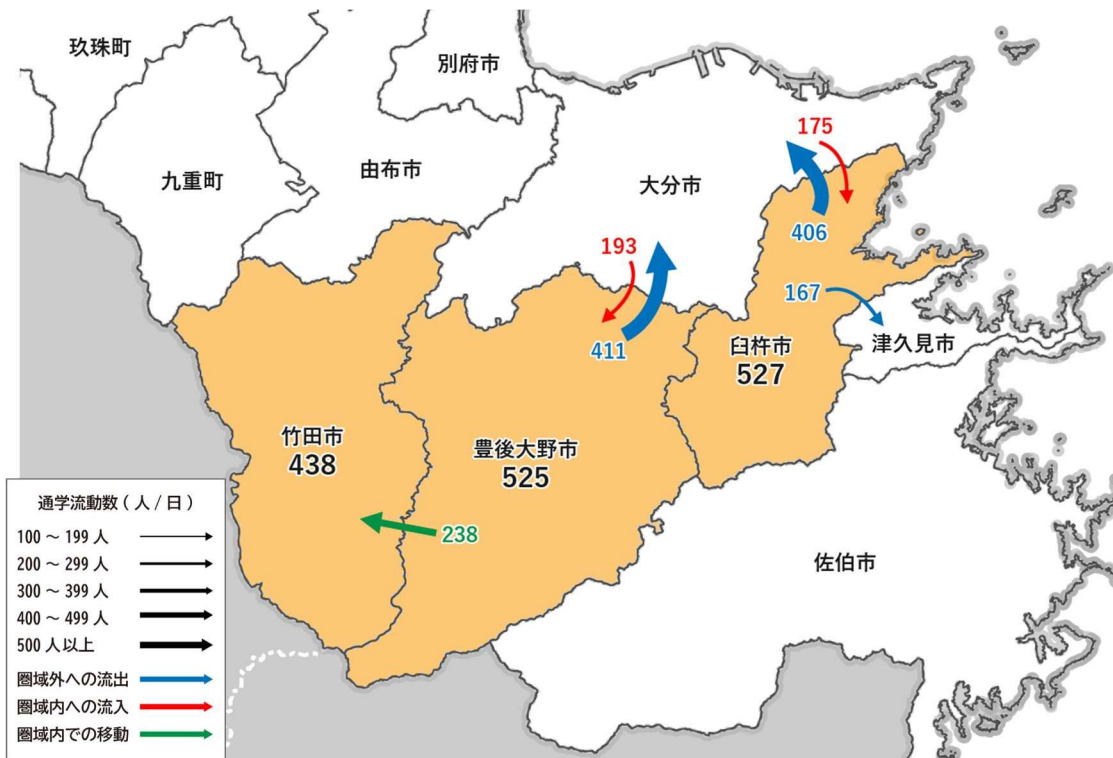 玖珠町
別府市
九重町
由布市
大分市
175
406
193
411
167
津久見市
臼杵市
527
竹田市
438
豊後大野市
525
238
佐伯市
通学流動数 ( 人 / 日 )
100 ～ 199 人
200 ～ 299 人
300 ～ 399 人
400 ～ 499 人
500 人以上
圏域外への流出
圏域内への流入
圏域内での移動